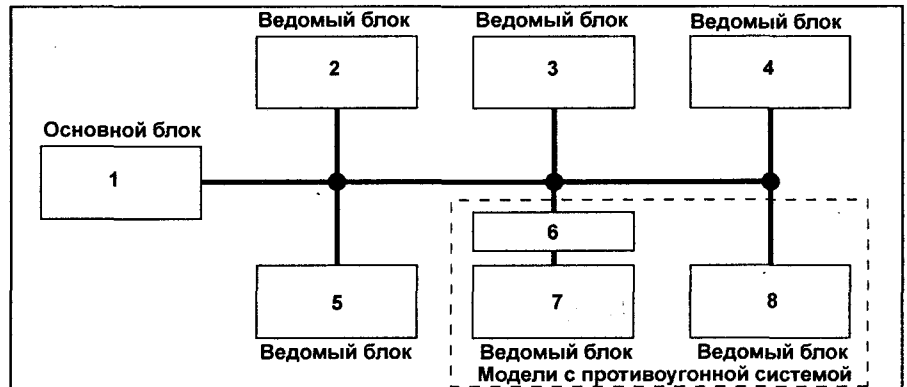 Ведомый блок Ведомый блок Ведомый блок
2 3 4
Основной блок
1
6
5 7 8
Ведомый блок Ведомый блок Ведомый блок
Модели с противоугонной системой